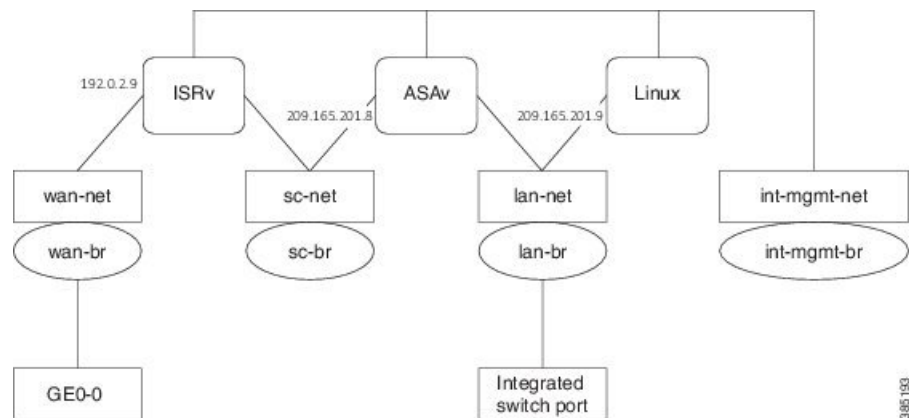 192.0.2.9
ISRv
209.165.201.8
ASAv
209.165.201.9
Linux
wan-net
sc-net
lan-net
int-mgmt-net
wan-br
sc-br
lan-br
int-mgmt-br
GE0-0
Integrated
switch port